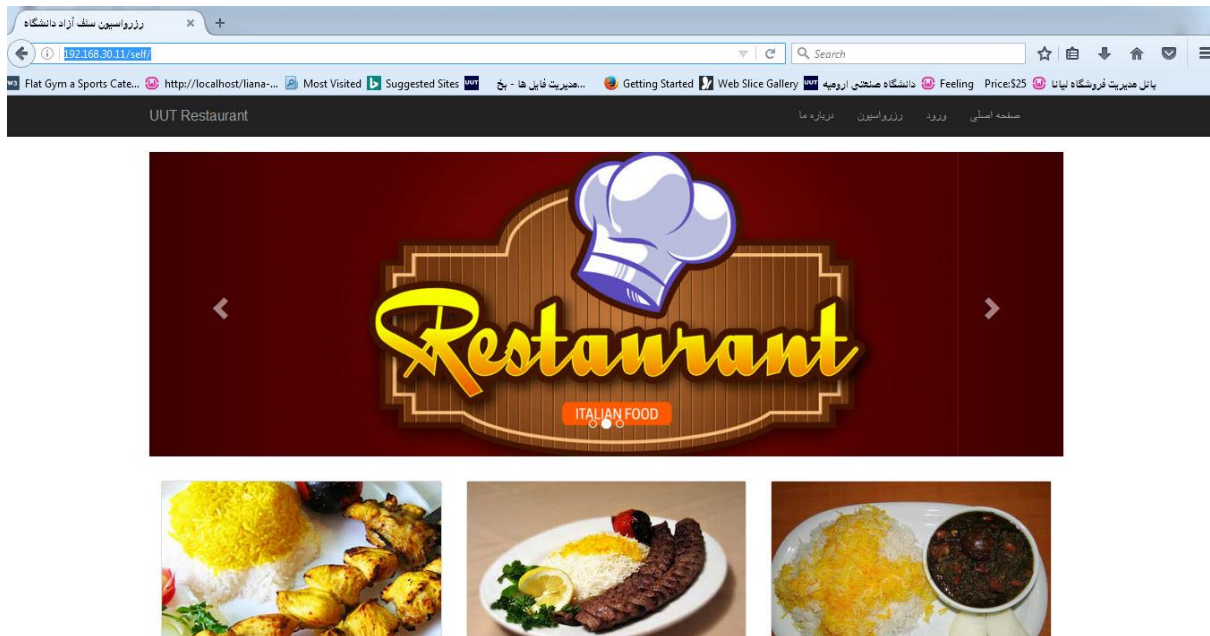 رزرواسیون سلف آزاد دانشگاه
192.168.30.11/self/
Search
Flat Gym a Sports Cate...
http://localhost/liana-...
Most Visited
Suggested Sites
مدیریت فایل ها - پخ...
Getting Started
Web Slice Gallery
دانشگاه صنعتی ارومیه
Feeling Price:$25
پانل مدیریت فروشگاه لیانا
UUT Restaurant
صفحه اصلی ورود رزرواسیون درباره ما
Restaurant
ITALIAN FOOD